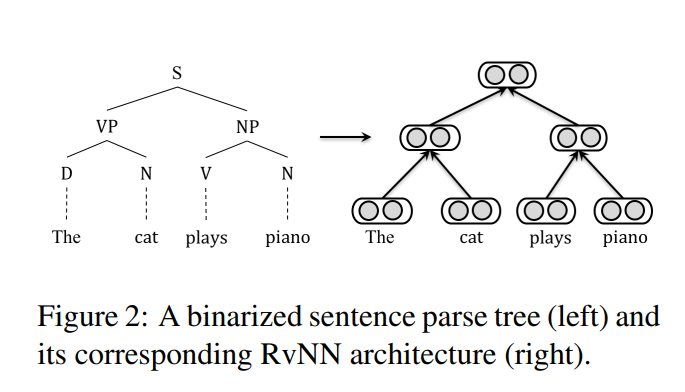 S
VP NP
D N V N
The cat plays piano The cat plays piano
Figure 2: A binarized sentence parse tree (left) and
its corresponding RvNN architecture (right).